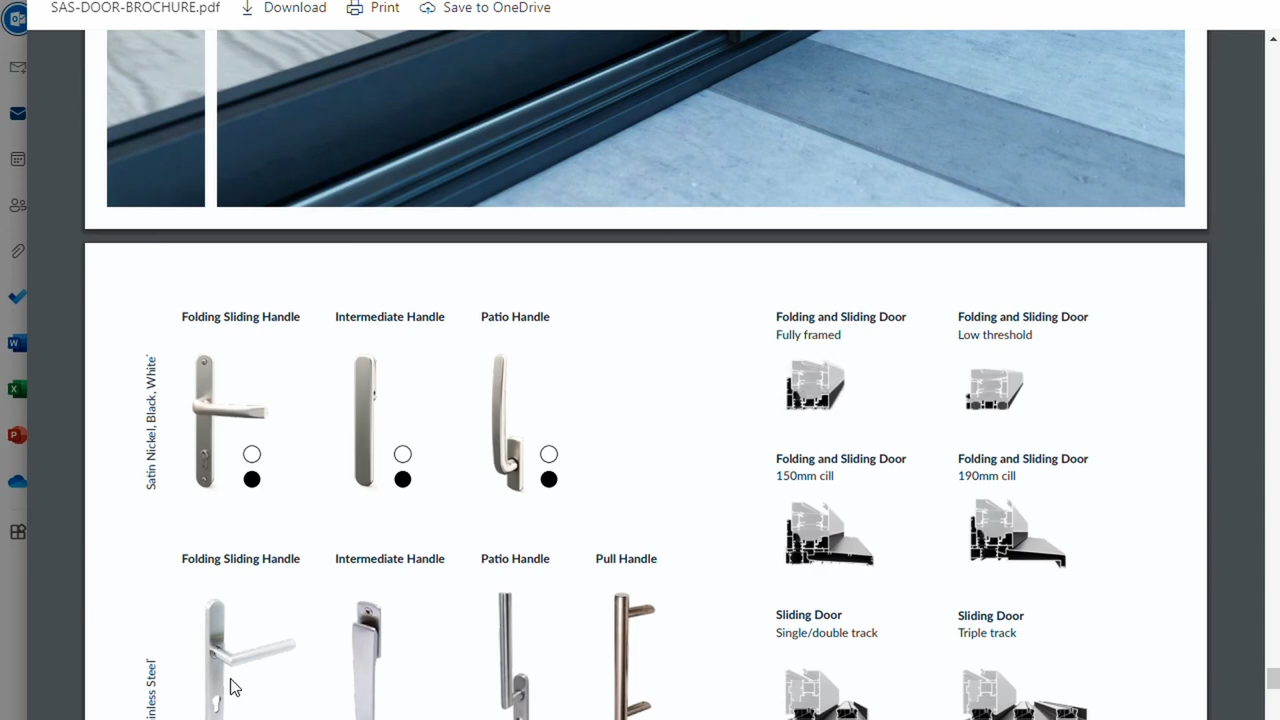 SAS-DOOR-BROCHURE.pdf Download Print Save to OneDrive
Folding Sliding Handle Intermediate Handle Patio Handle
Satin Nickel, Black, White*
Folding Sliding Handle Intermediate Handle Patio Handle Pull Handle
inless Steel*
Folding and Sliding Door
Fully framed
Folding and Sliding Door
Low threshold
Folding and Sliding Door
150mm cill
Folding and Sliding Door
190mm cill
Sliding Door
Single/double track
Sliding Door
Triple track